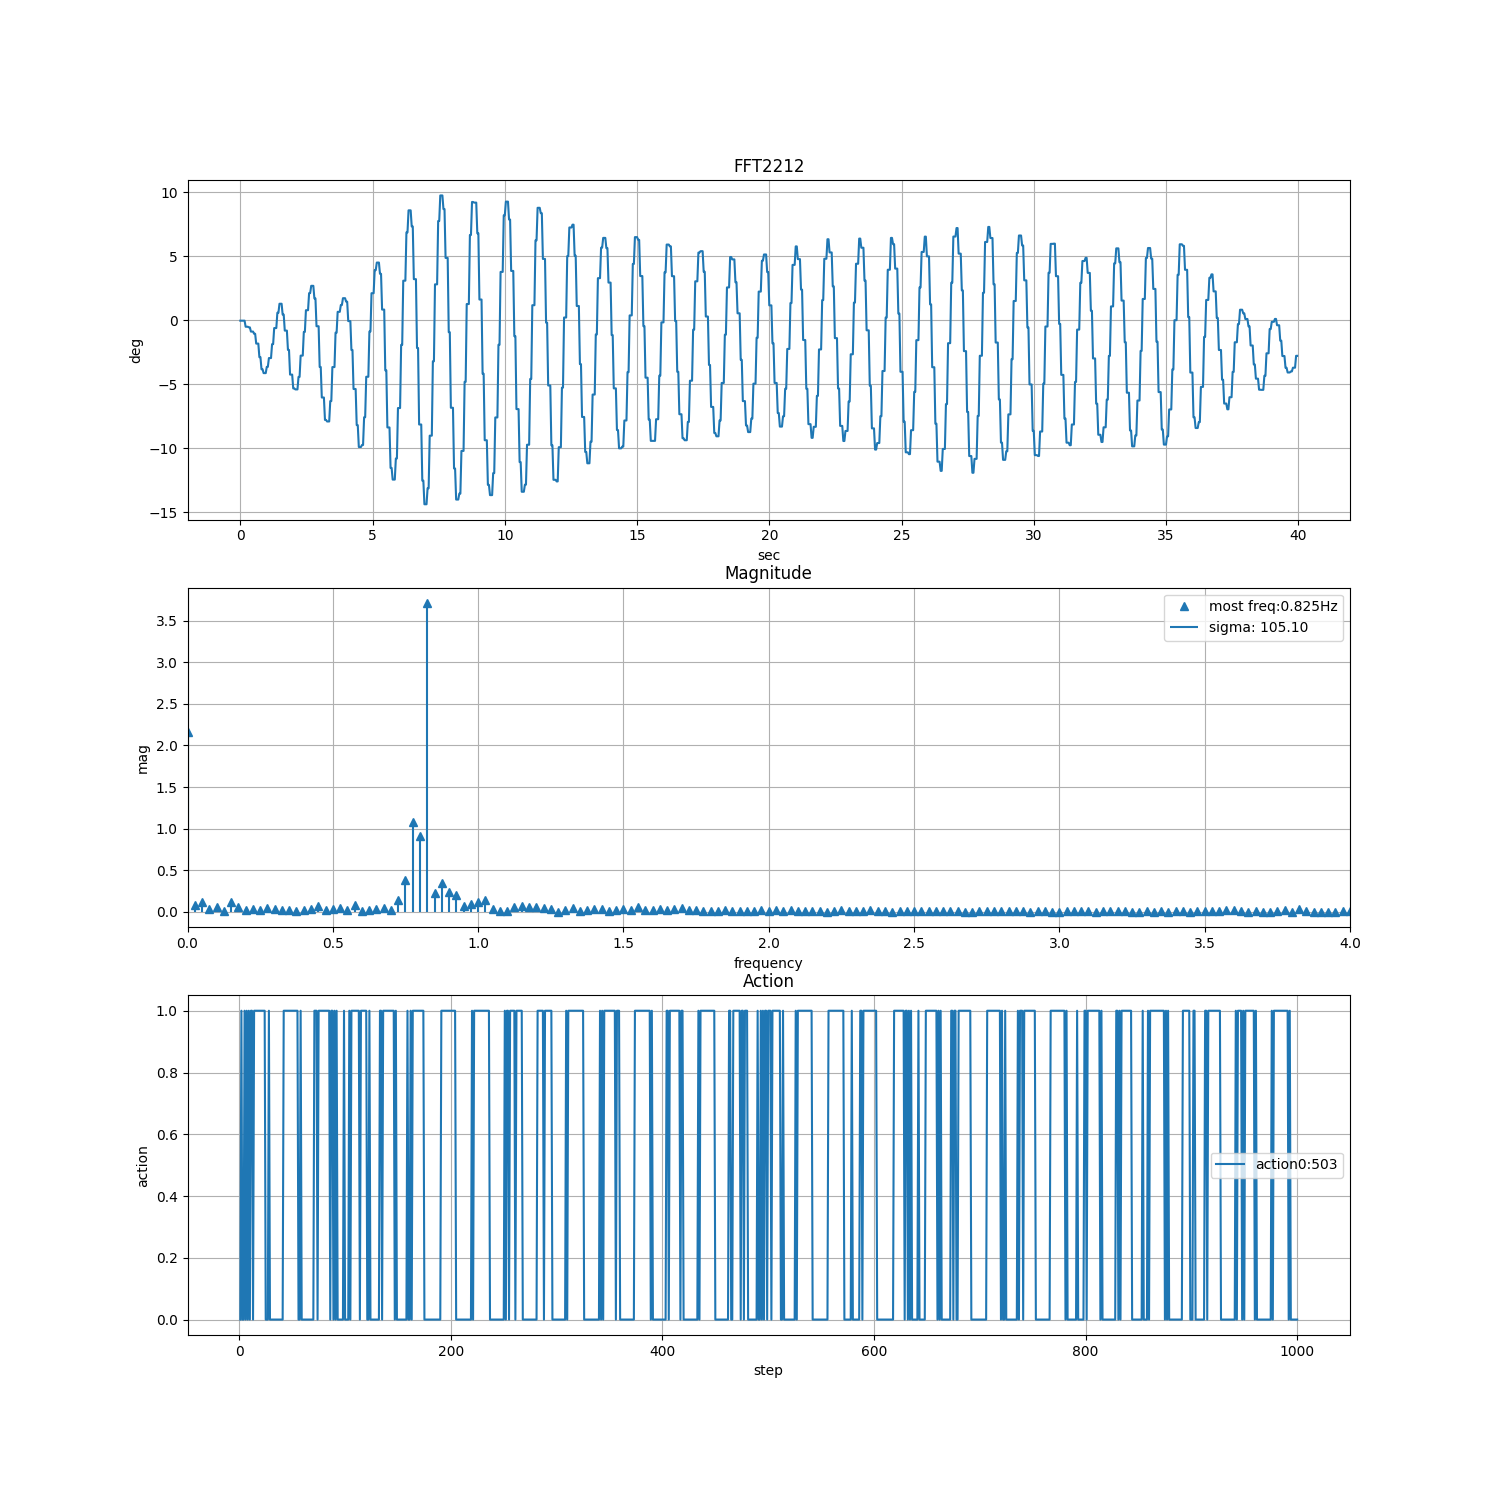 FFT2212
10
5
0
−5
−10
−15
deg
0 5 10 15 20 25 30 35 40
sec
Magnitude
most freq:0.825Hz
sigma: 105.10
3.5
3.0
2.5
2.0
1.5
1.0
0.5
0.0
mag
0.0 0.5 1.0 1.5 2.0 2.5 3.0 3.5 4.0
frequency
Action
1.0
0.8
0.6
0.4
0.2
0.0
action
action0:503
0 200 400 600 800 1000
step